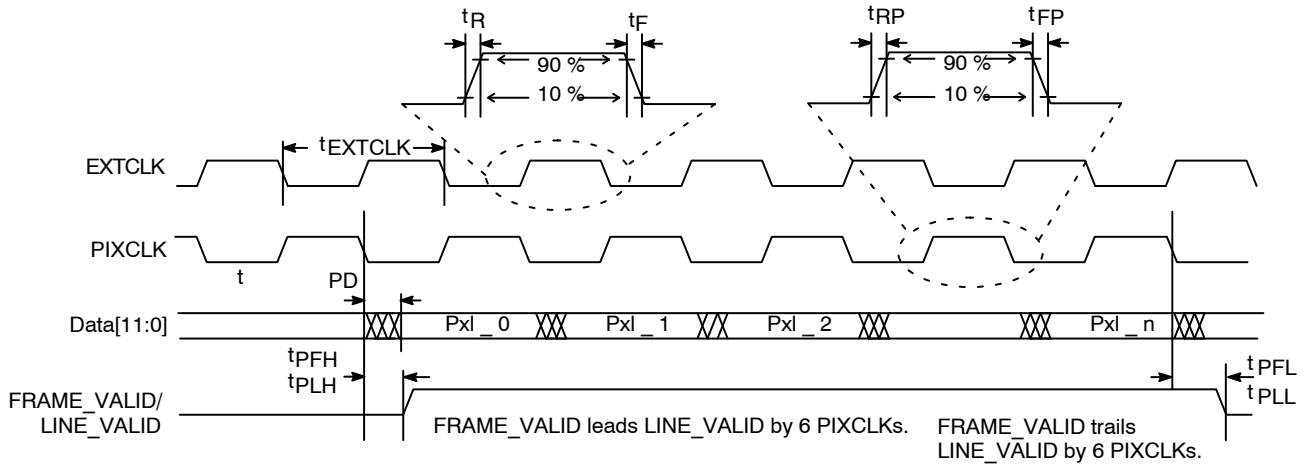 tR tF tRP tFP
90 % 90 %
10 % 10 %
tEXTCLK
EXTCLK
PIXCLK
t
PD
Data[11:0] Pxl _ 0 Pxl _ 1 Pxl _ 2 Pxl _ n
tPFH tPFL
tPLH tPLL
FRAME_VALID/
LINE_VALID
FRAME_VALID leads LINE_VALID by 6 PIXCLKs.
FRAME_VALID trails
LINE_VALID by 6 PIXCLKs.